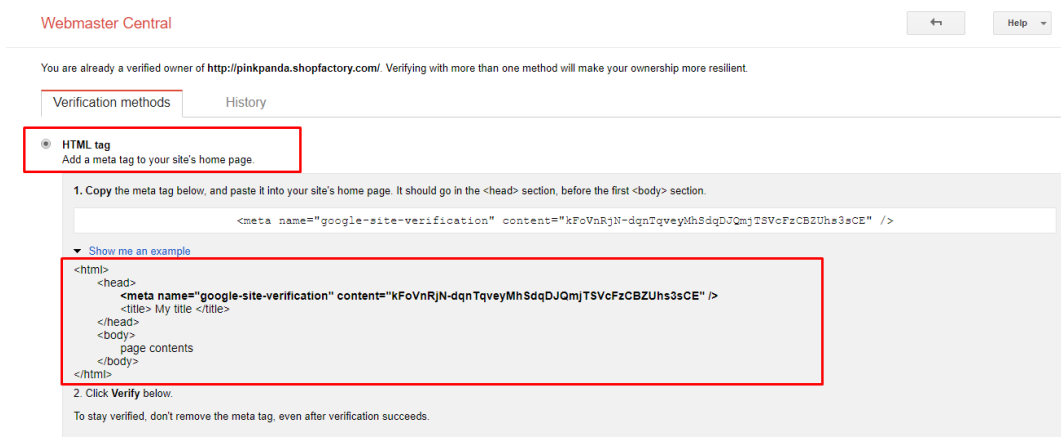 Webmaster Central
Help
You are already a verified owner of http://pinkpanda.shopfactory.com/. Verifying with more than one method will make your ownership more resilient.
Verification methods
History
HTML tag
Add a meta tag to your site's home page.
1. Copy the meta tag below, and paste it into your site's home page. It should go in the <head> section, before the first <body> section.
<meta name="google-site-verification" content="kFoVnRjN-dqnTqveyMhSdqDJQmjTSVcFzCBZUhs3sCE" />
Show me an example
<html>
<head>
<meta name="google-site-verification" content="kFoVnRjN-dqnTqveyMhSdqDJQmjTSVcFzCBZUhs3sCE" />
<title> My title </title>
</head>
<body>
page contents
</body>
</html>
2. Click Verify below.
To stay verified, don't remove the meta tag, even after verification succeeds.